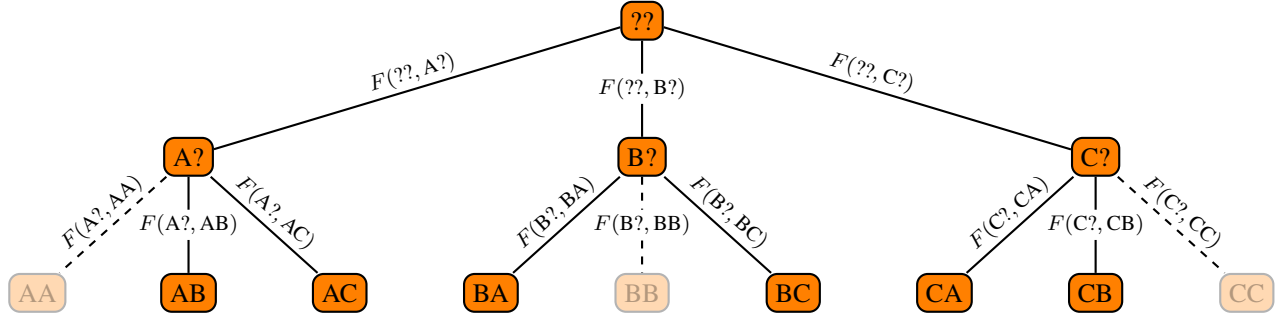 ??
F(??, A?)
F(??, B?)
F(??, C?)
A?
B?
C?
F(A?, AA)
F(A?, AB)
F(A?, AC)
F(B?, BA)
F(B?, BB)
F(B?, BC)
F(C?, CA)
F(C?, CB)
F(C?, CC)
AA
AB
AC
BA
BB
BC
CA
CB
CC